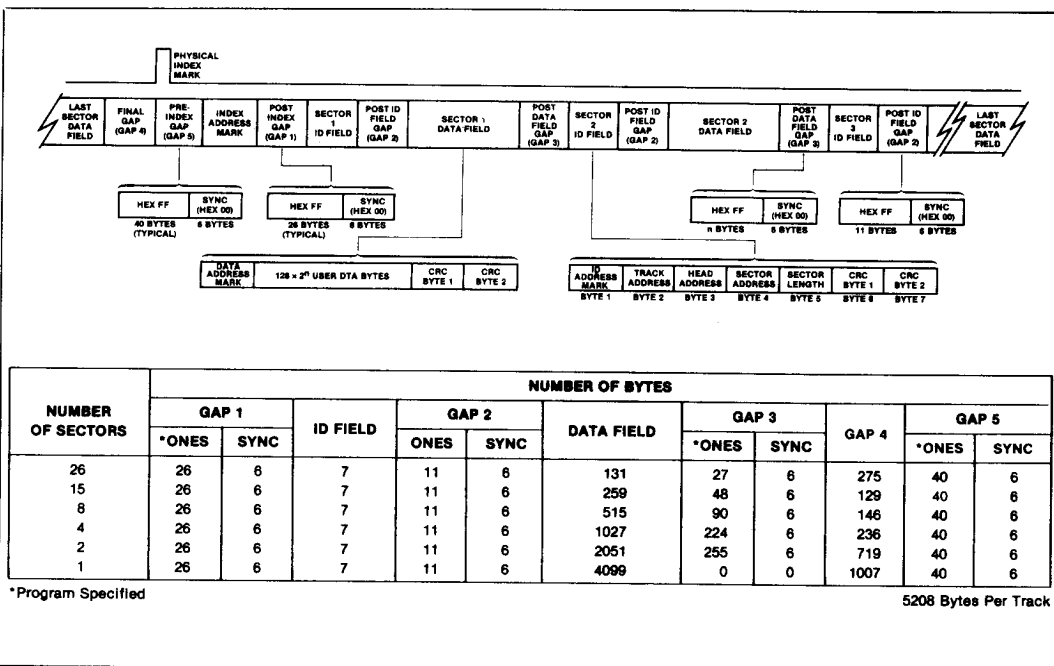 PHYSICAL
INDEX
MARK
LAST
SECTOR
DATA
FIELD
FINAL
GAP
(GAP 4)
PRE-
INDEX
GAP
(GAP 5)
INDEX
ADDRESS
MARK
POST
INDEX
GAP
(GAP 1)
SECTOR
1
ID FIELD
POST ID
FIELD
GAP
(GAP 2)
SECTOR 1
DATA FIELD
POST
DATA
FIELD
GAP
(GAP 3)
SECTOR
2
ID FIELD
POST ID
FIELD
GAP
(GAP 2)
SECTOR 2
DATA FIELD
POST
DATA
FIELD
GAP
(GAP 3)
SECTOR
3
ID FIELD
POST ID
FIELD
GAP
(GAP 2)
LAST
SECTOR
DATA
FIELD
HEX FF
SYNC
(HEX 00)
40 BYTES
(TYPICAL)
6 BYTES
HEX FF
SYNC
(HEX 00)
26 BYTES
(TYPICAL)
6 BYTES
HEX FF
SYNC
(HEX 00)
n BYTES
6 BYTES
HEX FF
SYNC
(HEX 00)
11 BYTES
6 BYTES
DATA
ADDRESS
MARK
128 × 2ⁿ USER DTA BYTES
CRC
BYTE 1
CRC
BYTE 2
ID
ADDRESS
MARK
TRACK
ADDRESS
HEAD
ADDRESS
SECTOR
ADDRESS
SECTOR
LENGTH
CRC
BYTE 1
CRC
BYTE 2
BYTE 1 BYTE 2 BYTE 3 BYTE 4 BYTE 5 BYTE 6 BYTE 7
NUMBER
OF SECTORS
NUMBER OF BYTES
GAP 1
ID FIELD
GAP 2
DATA FIELD
GAP 3
GAP 4
GAP 5
*ONES SYNC ONES SYNC *ONES SYNC *ONES SYNC
26 26 6 7 11 6 131 27 6 275 40 6
15 26 6 7 11 6 259 48 6 129 40 6
8 26 6 7 11 6 515 90 6 146 40 6
4 26 6 7 11 6 1027 224 6 236 40 6
2 26 6 7 11 6 2051 255 6 719 40 6
1 26 6 7 11 6 4099 0 0 1007 40 6
*Program Specified
5208 Bytes Per Track